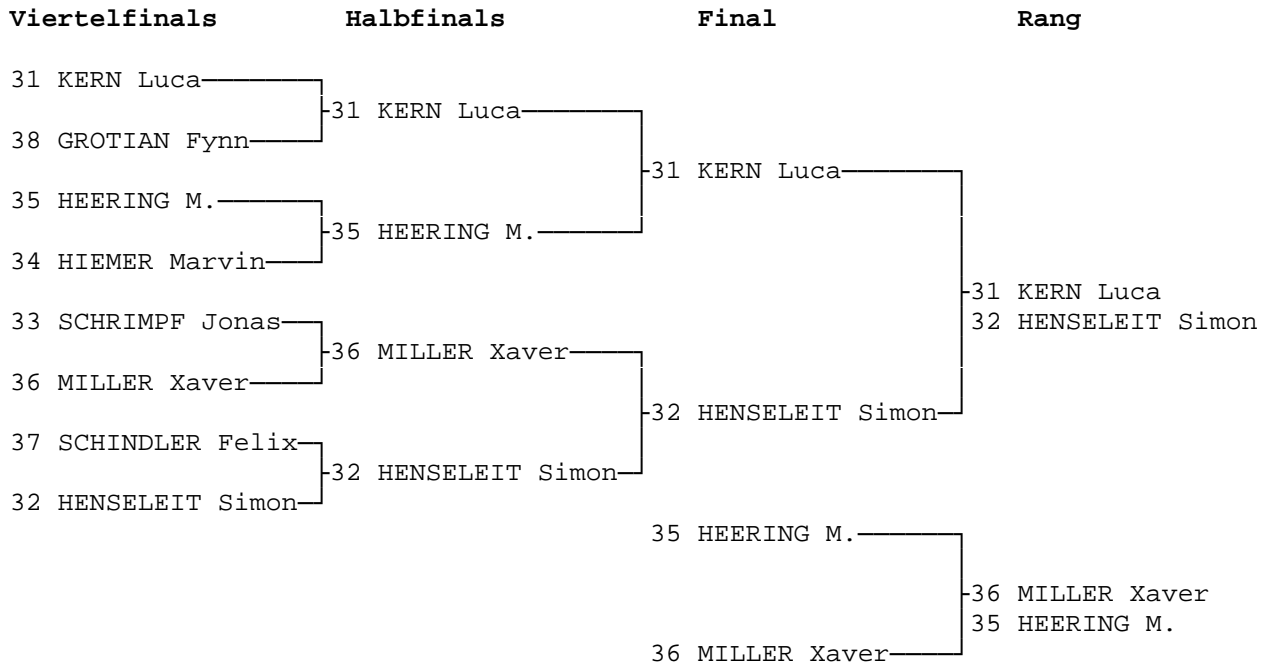 Viertelfinals Halbfinals Final Rang
31 KERN Luca
31 KERN Luca
38 GROTIAN Fynn
31 KERN Luca
35 HEERING M.
35 HEERING M.
34 HIEMER Marvin
31 KERN Luca
33 SCHRIMPF Jonas 32 HENSELEIT Simon
36 MILLER Xaver
36 MILLER Xaver
32 HENSELEIT Simon
37 SCHINDLER Felix
32 HENSELEIT Simon
32 HENSELEIT Simon
35 HEERING M.
36 MILLER Xaver
35 HEERING M.
36 MILLER Xaver